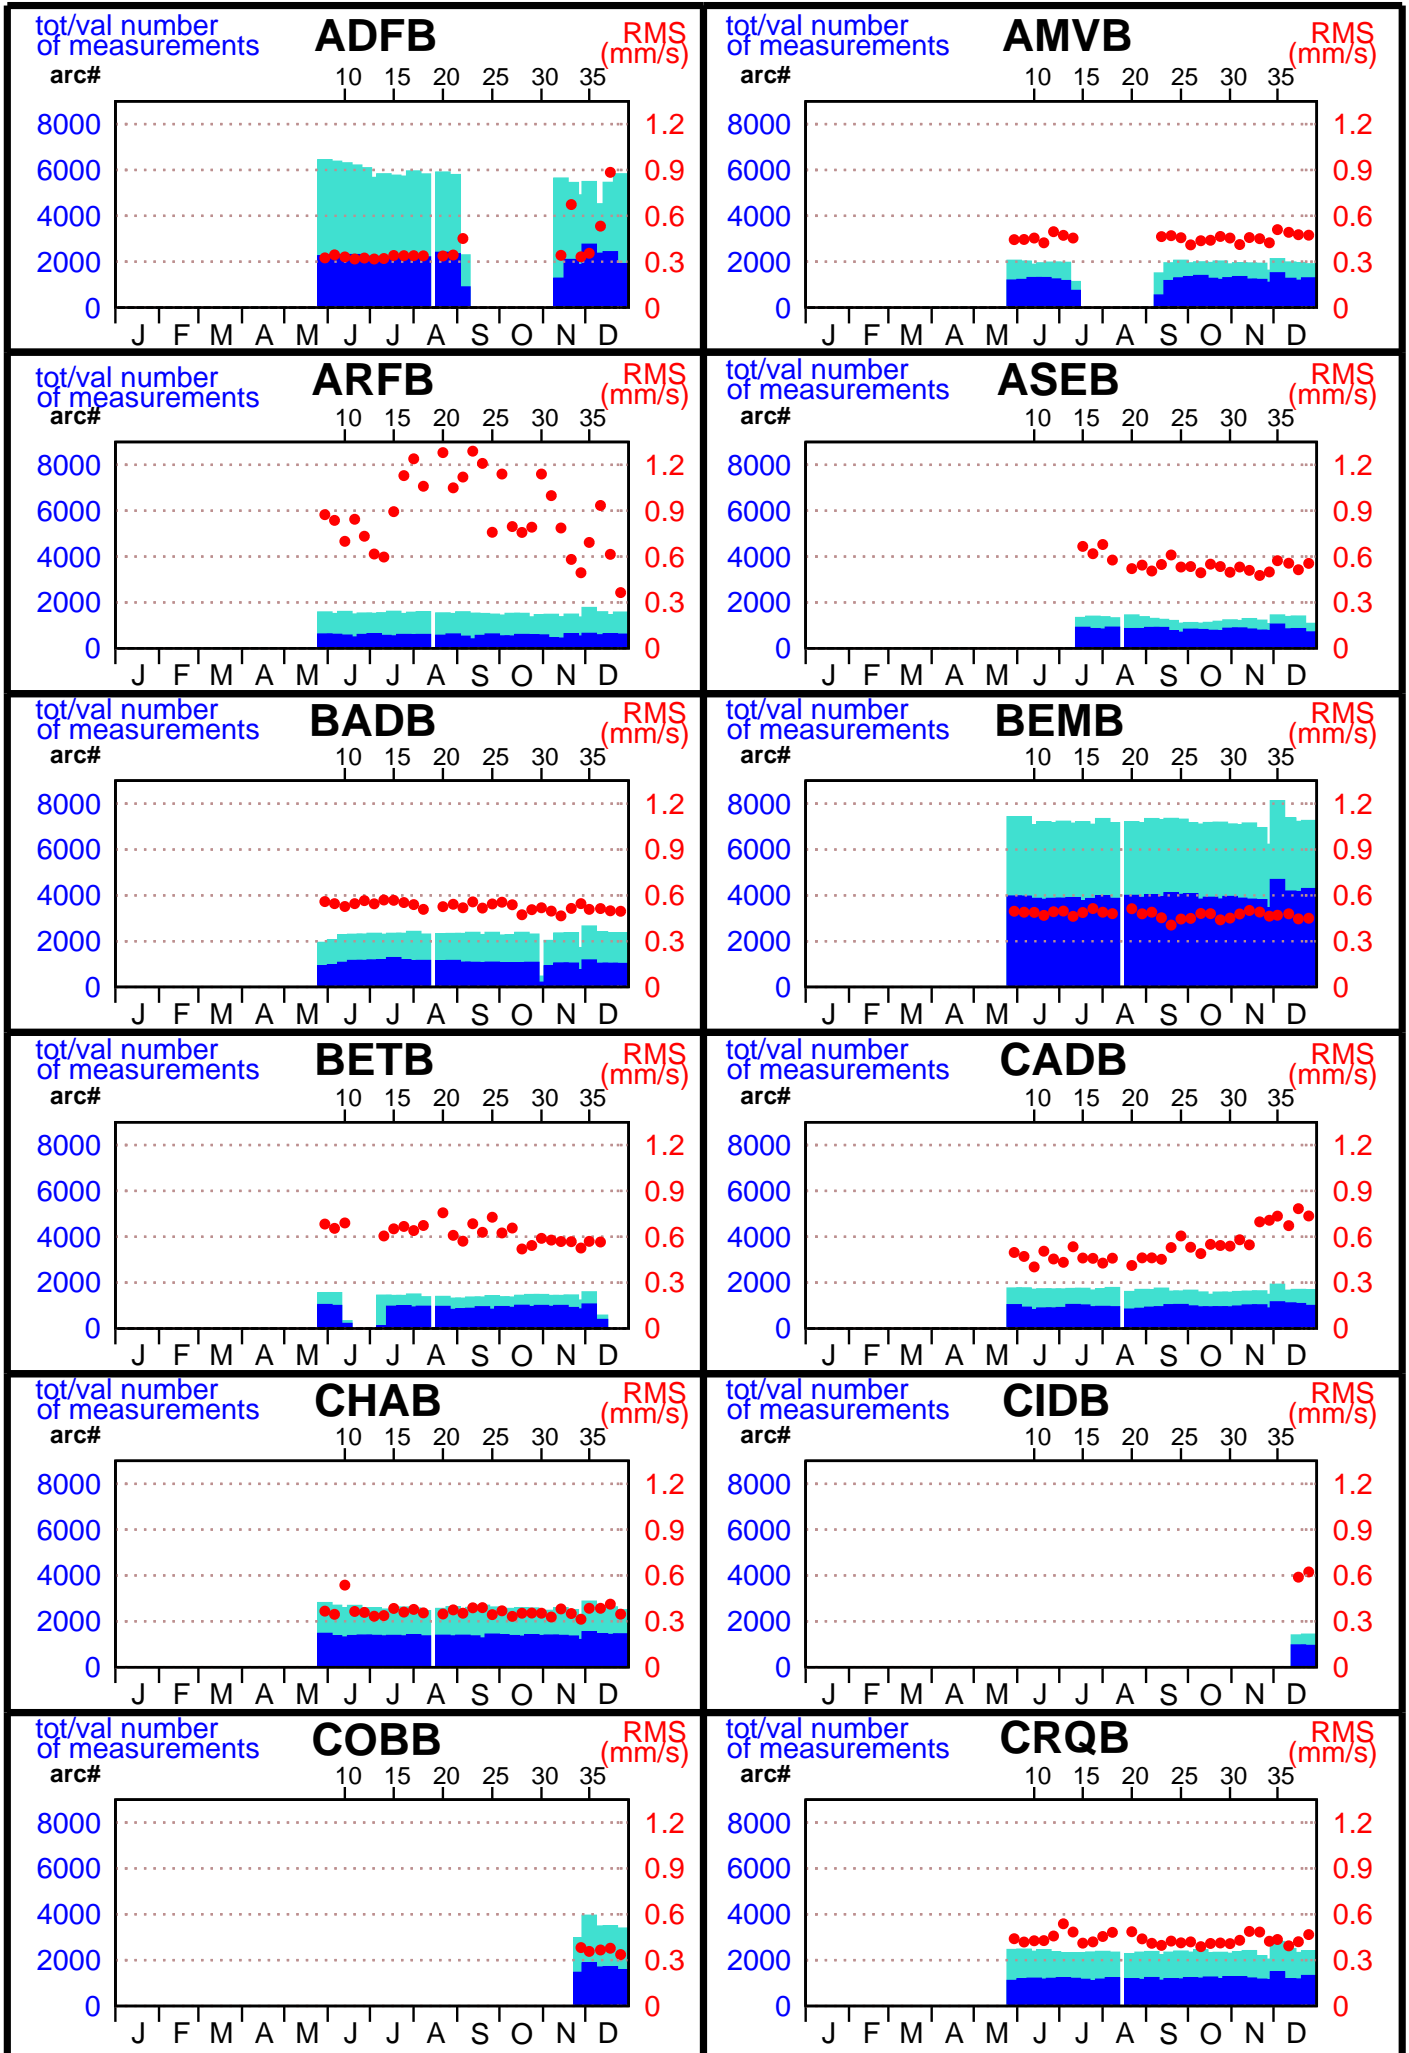 tot/val number of measurements ADFB RMS (mm/s)
arc# 10 15 20 25 30 35
8000 1.2
6000 0.9
4000 0.6
2000 0.3
0 0
J F M A M J J A S O N D
tot/val number of measurements AMVB RMS (mm/s)
arc# 10 15 20 25 30 35
8000 1.2
6000 0.9
4000 0.6
2000 0.3
0 0
J F M A M J J A S O N D
tot/val number of measurements ARFB RMS (mm/s)
arc# 10 15 20 25 30 35
8000 1.2
6000 0.9
4000 0.6
2000 0.3
0 0
J F M A M J J A S O N D
tot/val number of measurements ASEB RMS (mm/s)
arc# 10 15 20 25 30 35
8000 1.2
6000 0.9
4000 0.6
2000 0.3
0 0
J F M A M J J A S O N D
tot/val number of measurements BADB RMS (mm/s)
arc# 10 15 20 25 30 35
8000 1.2
6000 0.9
4000 0.6
2000 0.3
0 0
J F M A M J J A S O N D
tot/val number of measurements BEMB RMS (mm/s)
arc# 10 15 20 25 30 35
8000 1.2
6000 0.9
4000 0.6
2000 0.3
0 0
J F M A M J J A S O N D
tot/val number of measurements BETB RMS (mm/s)
arc# 10 15 20 25 30 35
8000 1.2
6000 0.9
4000 0.6
2000 0.3
0 0
J F M A M J J A S O N D
tot/val number of measurements CADB RMS (mm/s)
arc# 10 15 20 25 30 35
8000 1.2
6000 0.9
4000 0.6
2000 0.3
0 0
J F M A M J J A S O N D
tot/val number of measurements CHAB RMS (mm/s)
arc# 10 15 20 25 30 35
8000 1.2
6000 0.9
4000 0.6
2000 0.3
0 0
J F M A M J J A S O N D
tot/val number of measurements CIDB RMS (mm/s)
arc# 10 15 20 25 30 35
8000 1.2
6000 0.9
4000 0.6
2000 0.3
0 0
J F M A M J J A S O N D
tot/val number of measurements COBB RMS (mm/s)
arc# 10 15 20 25 30 35
8000 1.2
6000 0.9
4000 0.6
2000 0.3
0 0
J F M A M J J A S O N D
tot/val number of measurements CRQB RMS (mm/s)
arc# 10 15 20 25 30 35
8000 1.2
6000 0.9
4000 0.6
2000 0.3
0 0
J F M A M J J A S O N D